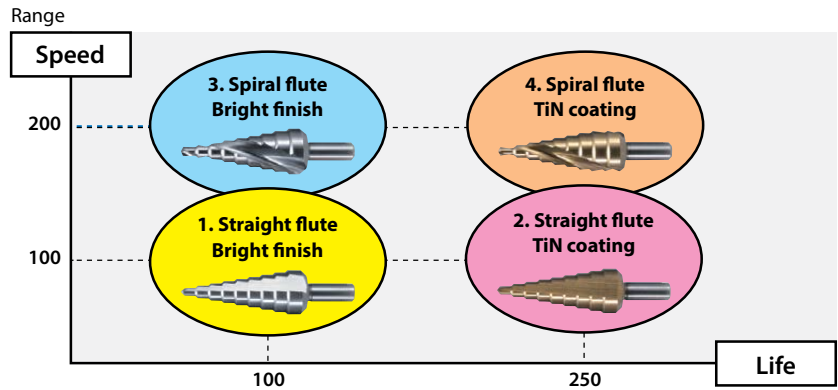 Range
Speed
3. Spiral flute
Bright finish
4. Spiral flute
TiN coating
200
1. Straight flute
Bright finish
2. Straight flute
TiN coating
100
100
250
Life